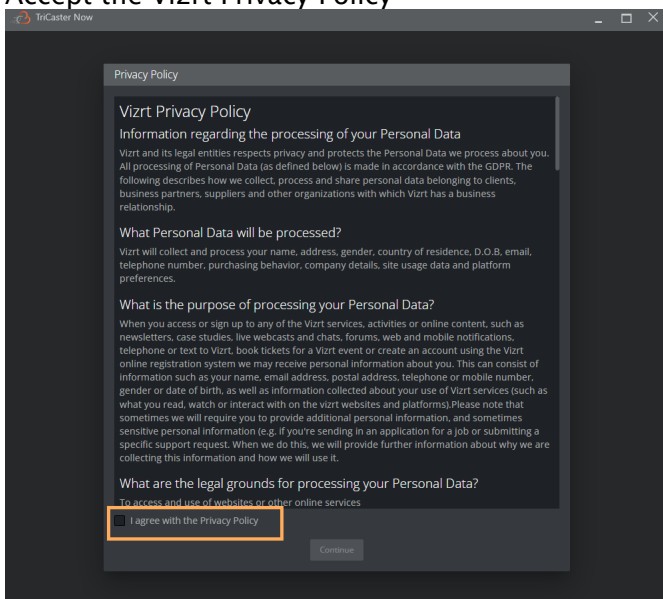 Accept the Vizrt Privacy Policy
TriCaster Now
Privacy Policy
Vizrt Privacy Policy
Information regarding the processing of your Personal Data
Vizrt and its legal entities respects privacy and protects the Personal Data we process about you.
All processing of Personal Data (as defined below) is made in accordance with the GDPR. The
following describes how we collect, process and share personal data belonging to clients,
business partners, suppliers and other organizations with which Vizrt has a business
relationship.
What Personal Data will be processed?
Vizrt will collect and process your name, address, gender, country of residence, D.O.B, email,
telephone number, purchasing behavior, company details, site usage data and platform
preferences.
What is the purpose of processing your Personal Data?
When you access or sign up to any of the Vizrt services, activities or online content, such as
newsletters, case studies, live webcasts and chats, forums, web and mobile notifications,
telephone or text to Vizrt, book tickets for a Vizrt event or create an account using the Vizrt
online registration system we may receive personal information about you. This can consist of
information such as your name, email address, postal address, telephone or mobile number,
gender or date of birth, as well as information collected about your use of Vizrt services (such as
what you read, watch or interact with on the vizrt websites and platforms).Please note that
sometimes we will require you to provide additional personal information, and sometimes
sensitive personal information (e.g. if you're sending in an application for a job or submitting a
specific support request. When we do this, we will provide further information about why we are
collecting this information and how we will use it.
What are the legal grounds for processing your Personal Data?
To access and use of websites or other online services
I agree with the Privacy Policy
Continue